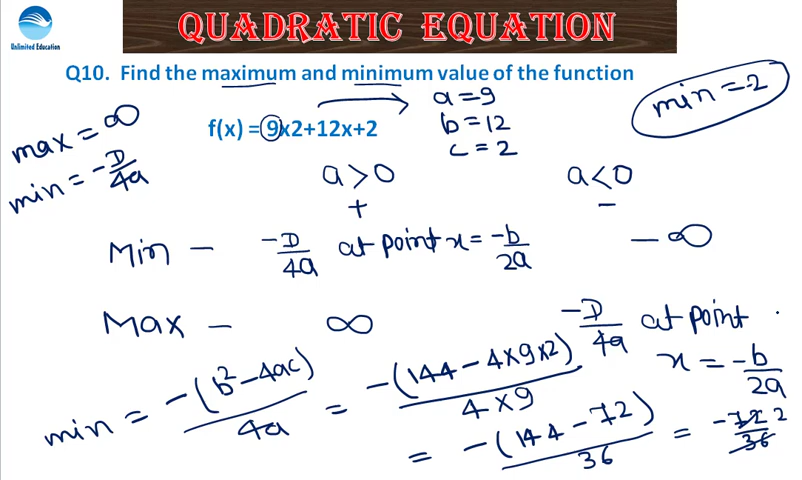 QUADRATIC EQUATION
Unlimited Education
Q10. Find the maximum and minimum value of the function
f(x) = 9x2+12x+2
a = 9
b = 12
c = 2
min = -2
max = ∞
min = -D/4a
a > 0
a < 0
+
-
Min - -D/4a at point x = -b/2a
- ∞
Max - ∞
-D/4a at point
x = -b/2a
min = -(b² - 4ac)/4a = -(144 - 4×9×2)/4×9
= -(144 - 72)/36 = -72/36 2